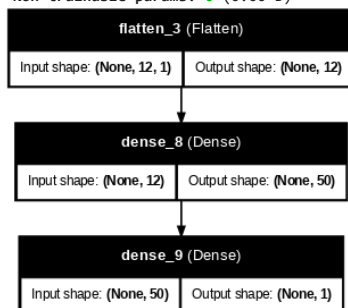 flatten_3 (Flatten)
Input shape: (None, 12, 1) Output shape: (None, 12)
dense_8 (Dense)
Input shape: (None, 12) Output shape: (None, 50)
dense_9 (Dense)
Input shape: (None, 50) Output shape: (None, 1)